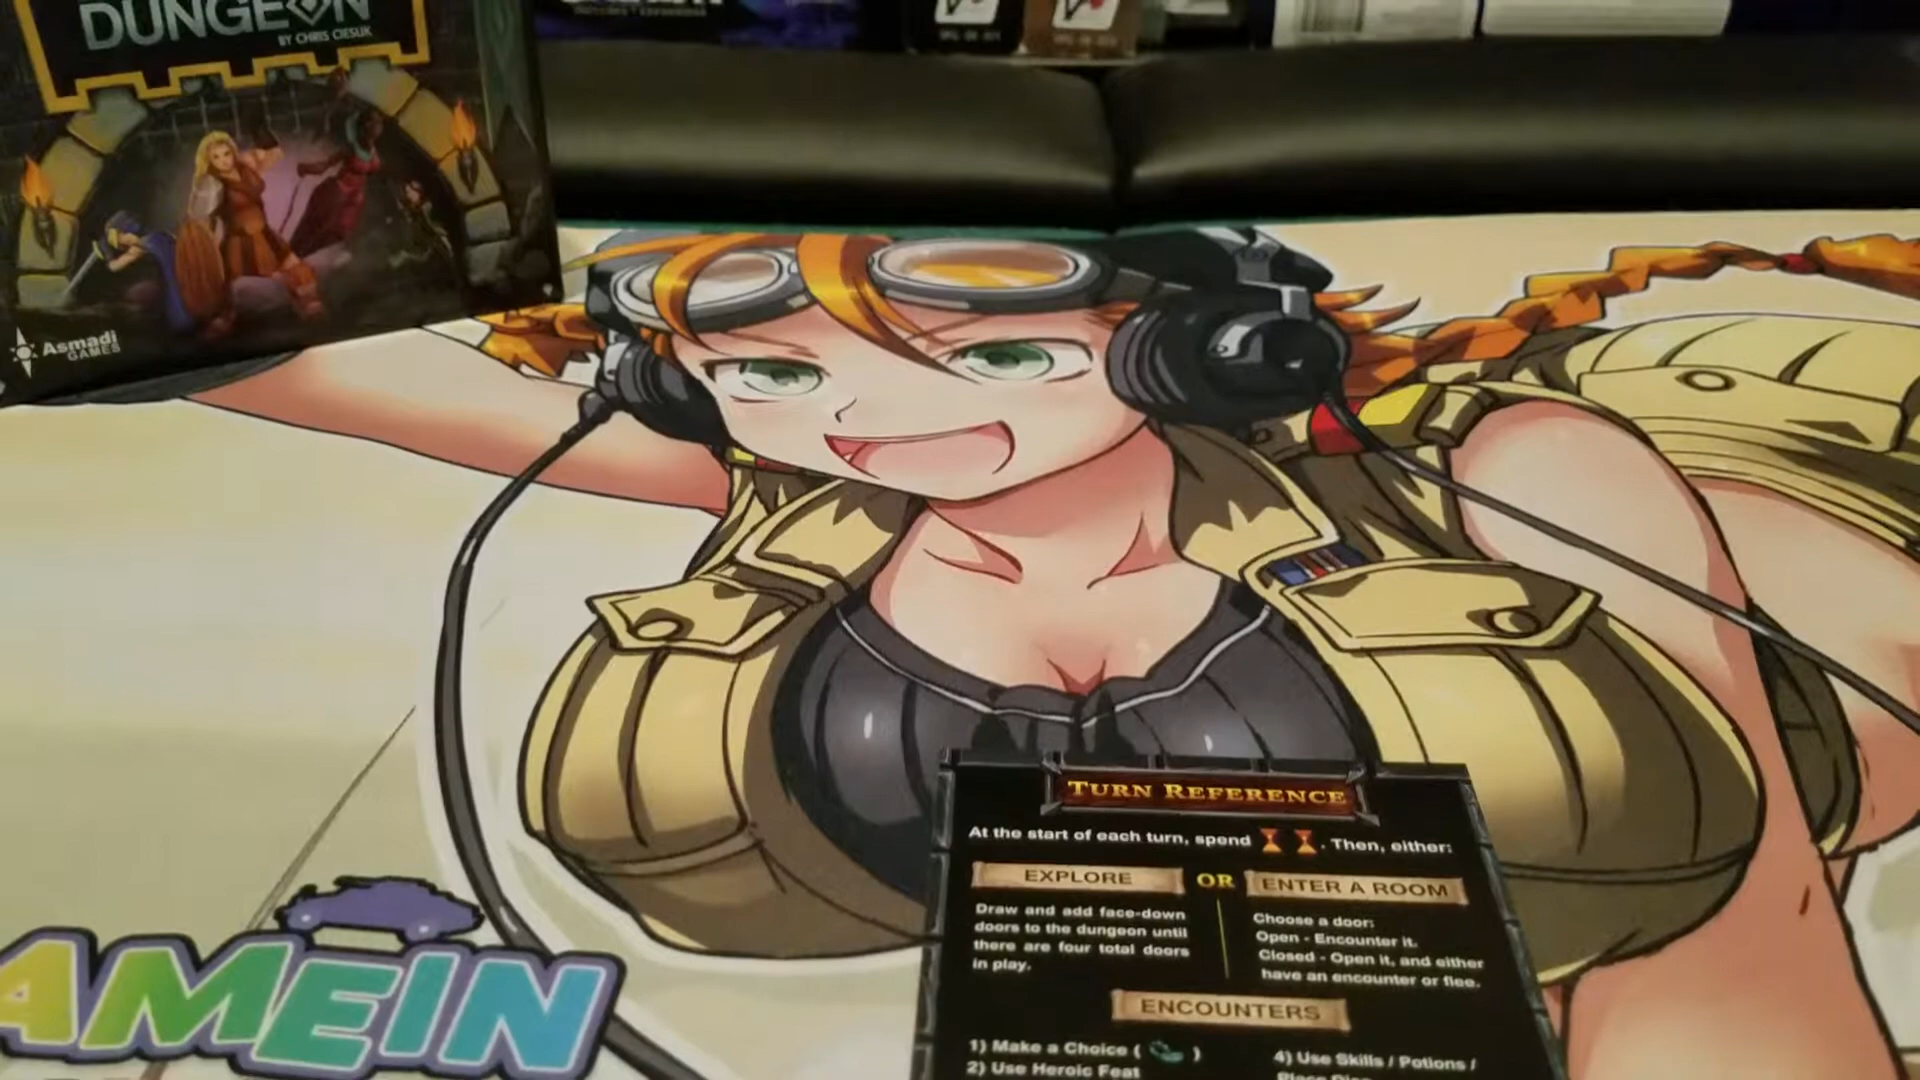 DUNGEON
BY CHRIS CIESLIK
Asmadi
GAMES
TURN REFERENCE
At the start of each turn, spend . Then, either:
EXPLORE
OR
ENTER A ROOM
Draw and add face-down
doors to the dungeon until
there are four total doors
in play.
Choose a door:
Open - Encounter it.
Closed - Open it, and either
have an encounter or flee.
ENCOUNTERS
1) Make a Choice ( )
2) Use Heroic Feat
4) Use Skills / Potions /
AMEIN